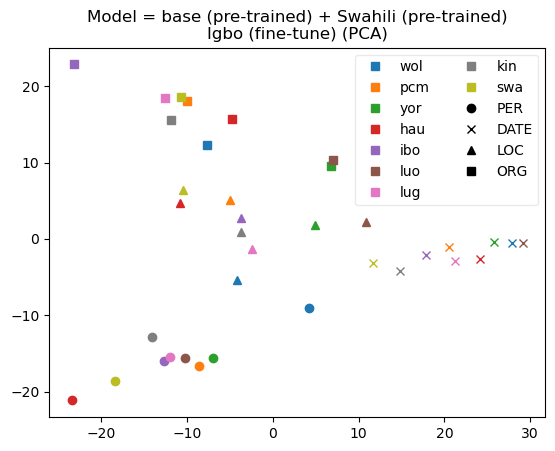 Model = base (pre-trained) + Swahili (pre-trained)
Igbo (fine-tune) (PCA)
wol
pcm
yor
hau
ibo
luo
lug
kin
swa
PER
DATE
LOC
ORG
20
10
0
−10
−20
−20
−10
0
10
20
30